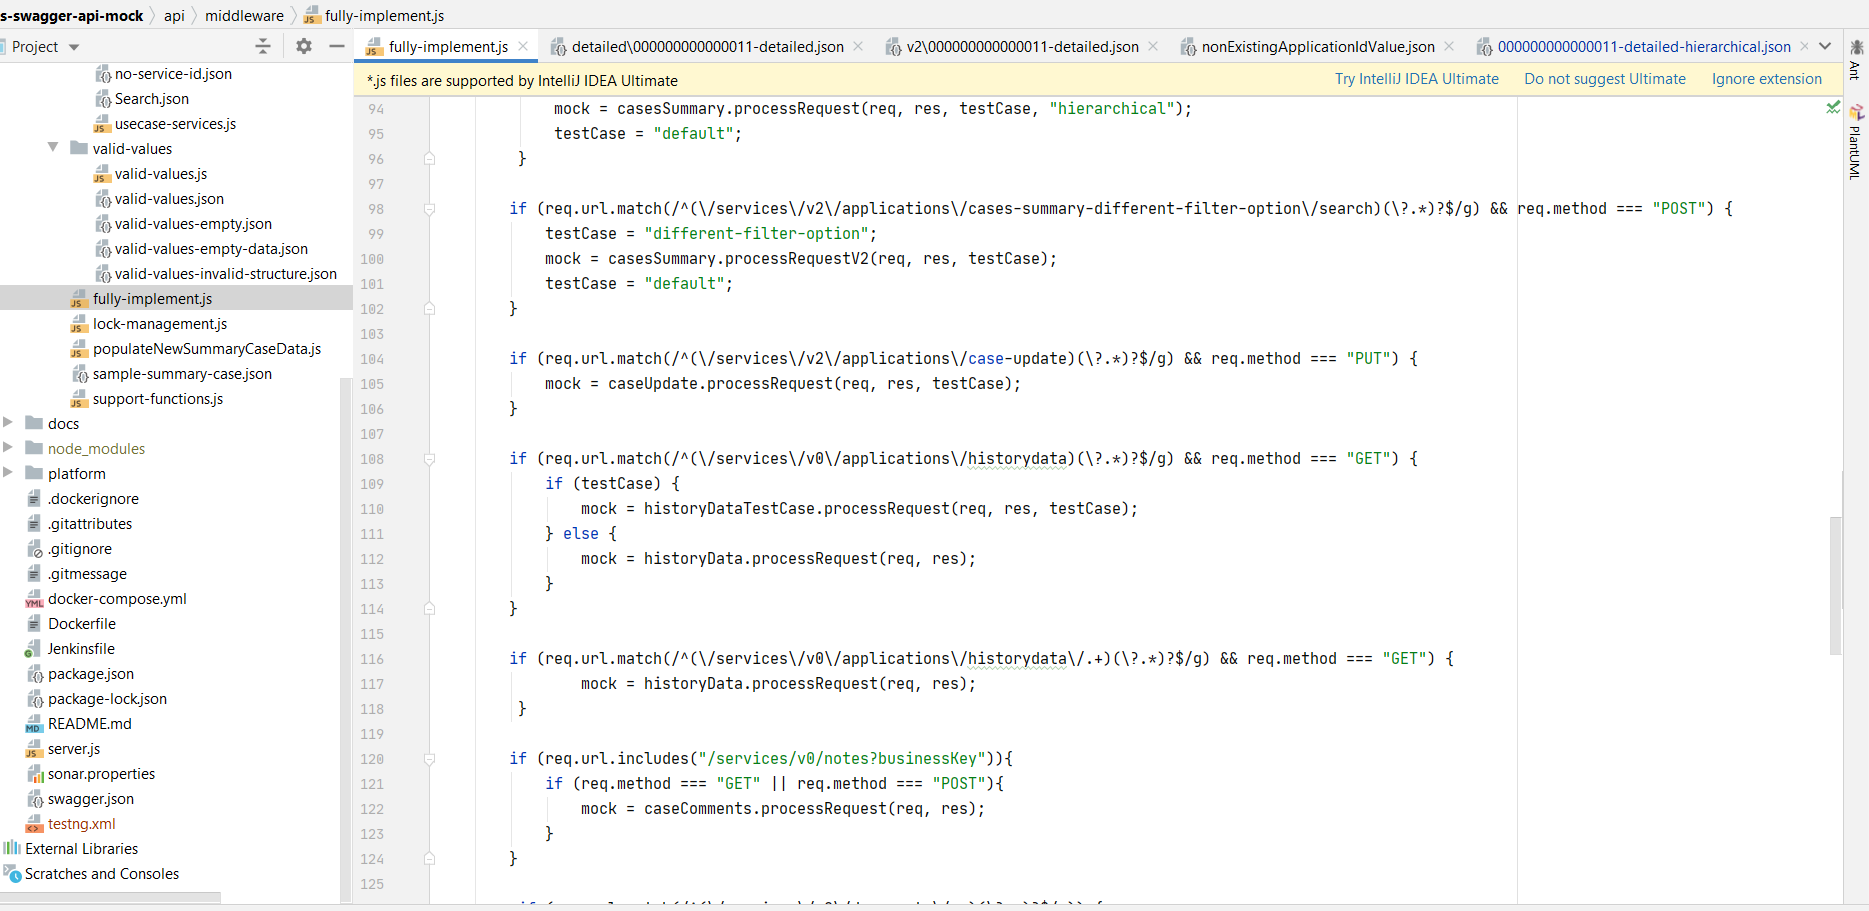 s-swagger-api-mock api middleware fully-implement.js
Project
fully-implement.js detailed\000000000000011-detailed.json v2\000000000000011-detailed.json nonExistingApplicationIdValue.json 000000000000011-detailed-hierarchical.json
*.js files are supported by IntelliJ IDEA Ultimate Try IntelliJ IDEA Ultimate Do not suggest Ultimate Ignore extension
no-service-id.json
Search.json
usecase-services.js
valid-values
valid-values.js
valid-values.json
valid-values-empty.json
valid-values-empty-data.json
valid-values-invalid-structure.json
fully-implement.js
lock-management.js
populateNewSummaryCaseData.js
sample-summary-case.json
support-functions.js
docs
node_modules
platform
.dockerignore
.gitattributes
.gitignore
.gitmessage
docker-compose.yml
Dockerfile
Jenkinsfile
package.json
package-lock.json
README.md
server.js
sonar.properties
swagger.json
testng.xml
External Libraries
Scratches and Consoles
94 mock = casesSummary.processRequest(req, res, testCase, "hierarchical");
95 testCase = "default";
96 }
97
98 if (req.url.match(/^(\/services\/v2\/applications\/cases-summary-different-filter-option\/search)(\?.*)?$/g) && req.method === "POST") {
99 testCase = "different-filter-option";
100 mock = casesSummary.processRequestV2(req, res, testCase);
101 testCase = "default";
102 }
103
104 if (req.url.match(/^(\/services\/v2\/applications\/case-update)(\?.*)?$/g) && req.method === "PUT") {
105 mock = caseUpdate.processRequest(req, res, testCase);
106 }
107
108 if (req.url.match(/^(\/services\/v0\/applications\/historydata)(\?.*)?$/g) && req.method === "GET") {
109 if (testCase) {
110 mock = historyDataTestCase.processRequest(req, res, testCase);
111 } else {
112 mock = historyData.processRequest(req, res);
113 }
114 }
115
116 if (req.url.match(/^(\/services\/v0\/applications\/historydata\/.+)(\?.*)?$/g) && req.method === "GET") {
117 mock = historyData.processRequest(req, res);
118 }
119
120 if (req.url.includes("/services/v0/notes?businessKey")){
121 if (req.method === "GET" || req.method === "POST"){
122 mock = caseComments.processRequest(req, res);
123 }
124 }
125
Ant
PlantUML